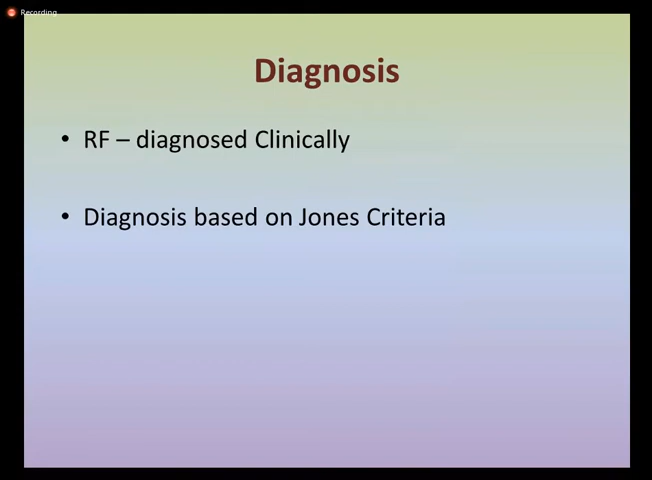 Recording
Diagnosis
• RF – diagnosed Clinically
• Diagnosis based on Jones Criteria